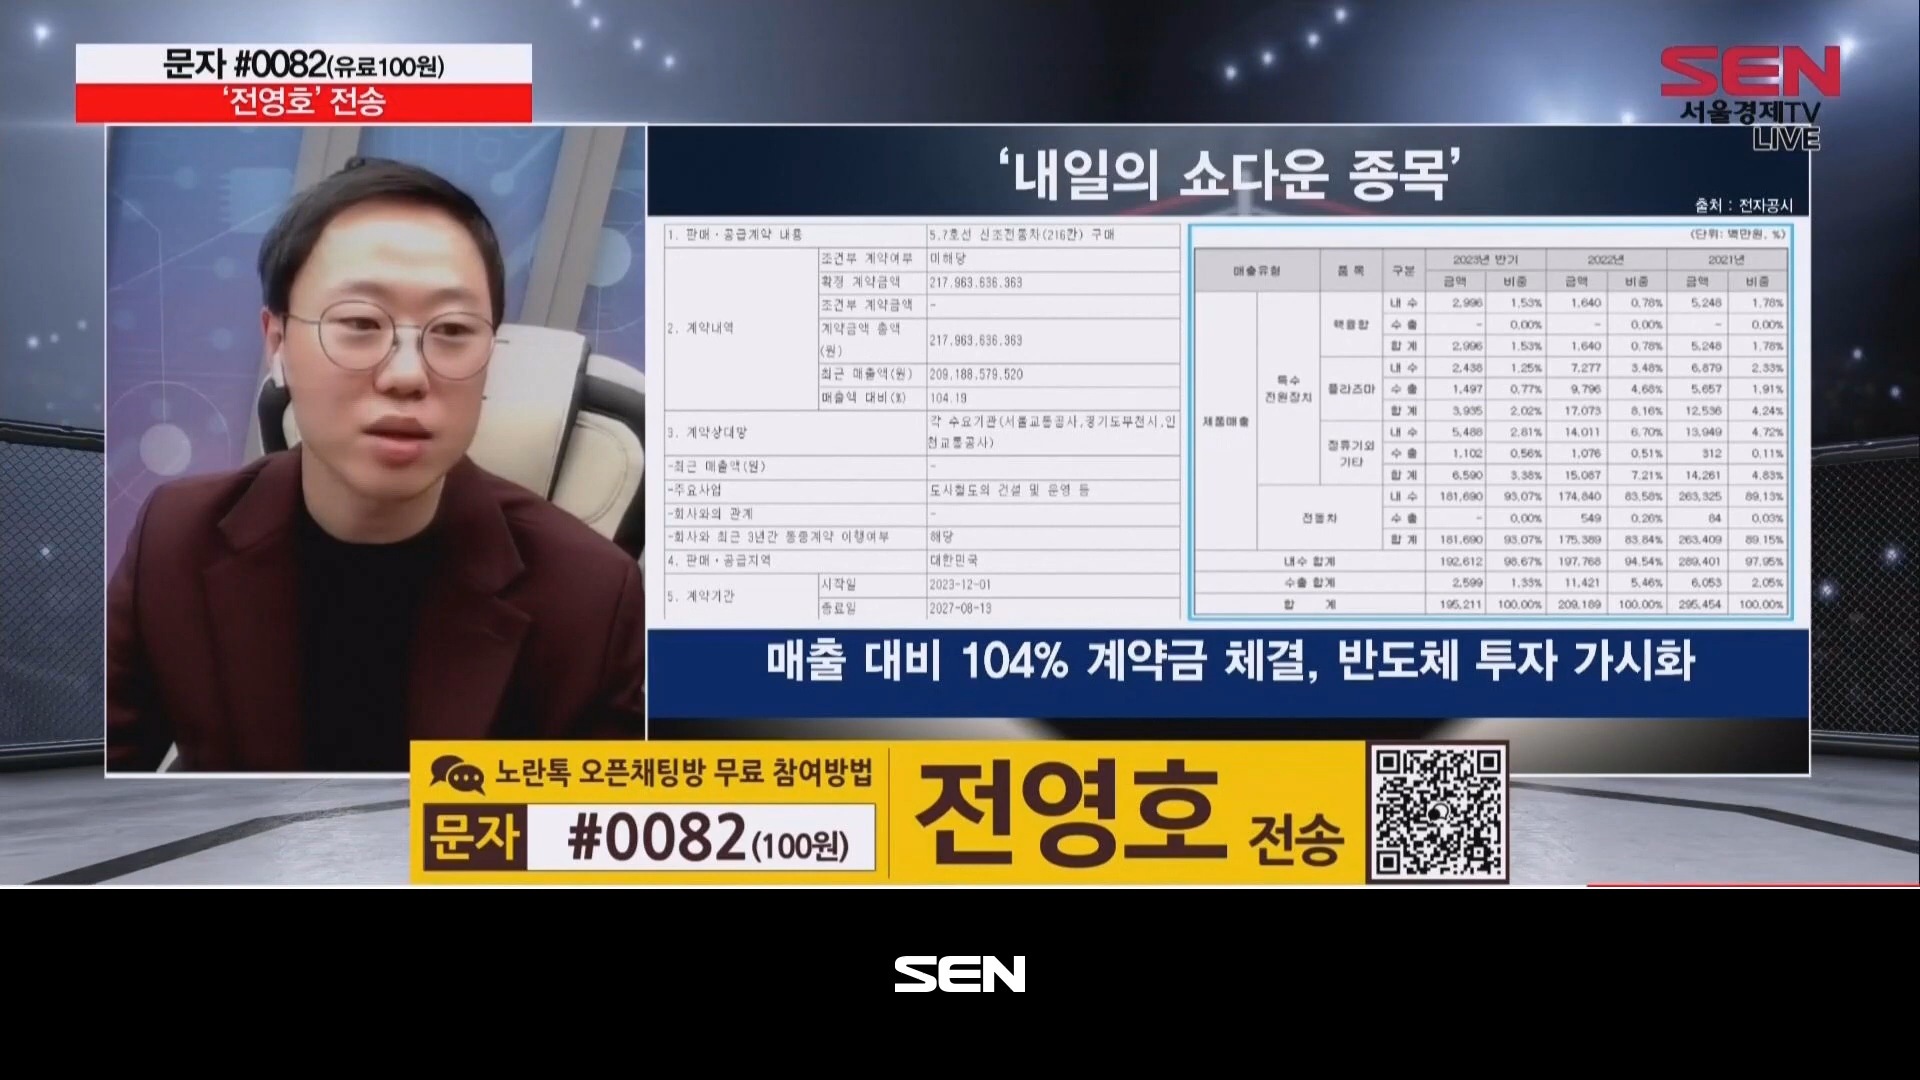 문자 #0082(유료100원)
‘전영호’ 전송
SEN
서울경제TV
LIVE
‘내일의 쇼다운 종목’
출처 : 전자공시
1. 판매·공급계약 내용 5,7호선 신조전동차(216칸) 구매
2. 계약내역
조건부 계약여부 미해당
확정 계약금액 217,963,636,363
조건부 계약금액 -
계약금액 총액(원) 217,963,636,363
최근 매출액(원) 209,188,579,520
매출액 대비(%) 104.19
3. 계약상대방 각 수요기관(서울교통공사,경기도부천시,인천교통공사)
-최근 매출액(원) -
-주요사업 도시철도의 건설 및 운영 등
-회사와의 관계 -
-회사와 최근 3년간 동종계약 이행여부 해당
4. 판매·공급지역 대한민국
5. 계약기간
시작일 2023-12-01
종료일 2027-08-13
(단위: 백만원, %)
매출유형 품 목 구분 2023년 반기 2022년 2021년
금액 비중 금액 비중 금액 비중
제품매출 특수전원장치 핵융합
내 수 2,996 1.53% 1,640 0.78% 5,248 1.78%
수 출 - 0.00% - 0.00% - 0.00%
합 계 2,996 1.53% 1,640 0.78% 5,248 1.78%
플라즈마
내 수 2,438 1.25% 7,277 3.48% 6,879 2.33%
수 출 1,497 0.77% 9,796 4.68% 5,657 1.91%
합 계 3,935 2.02% 17,073 8.16% 12,536 4.24%
정류기외 기타
내 수 5,488 2.81% 14,011 6.70% 13,949 4.72%
수 출 1,102 0.56% 1,076 0.51% 312 0.11%
합 계 6,590 3.38% 15,087 7.21% 14,261 4.83%
전동차
내 수 181,690 93.07% 174,840 83.58% 263,325 89.13%
수 출 - 0.00% 549 0.26% 84 0.03%
합 계 181,690 93.07% 175,389 83.84% 263,409 89.15%
내수 합계 192,612 98.67% 197,768 94.54% 289,401 97.95%
수출 합계 2,599 1.33% 11,421 5.46% 6,053 2.05%
합 계 195,211 100.00% 209,189 100.00% 295,454 100.00%
매출 대비 104% 계약금 체결, 반도체 투자 가시화
노란톡 오픈채팅방 무료 참여방법
문자 #0082(100원)
전영호 전송
SEN